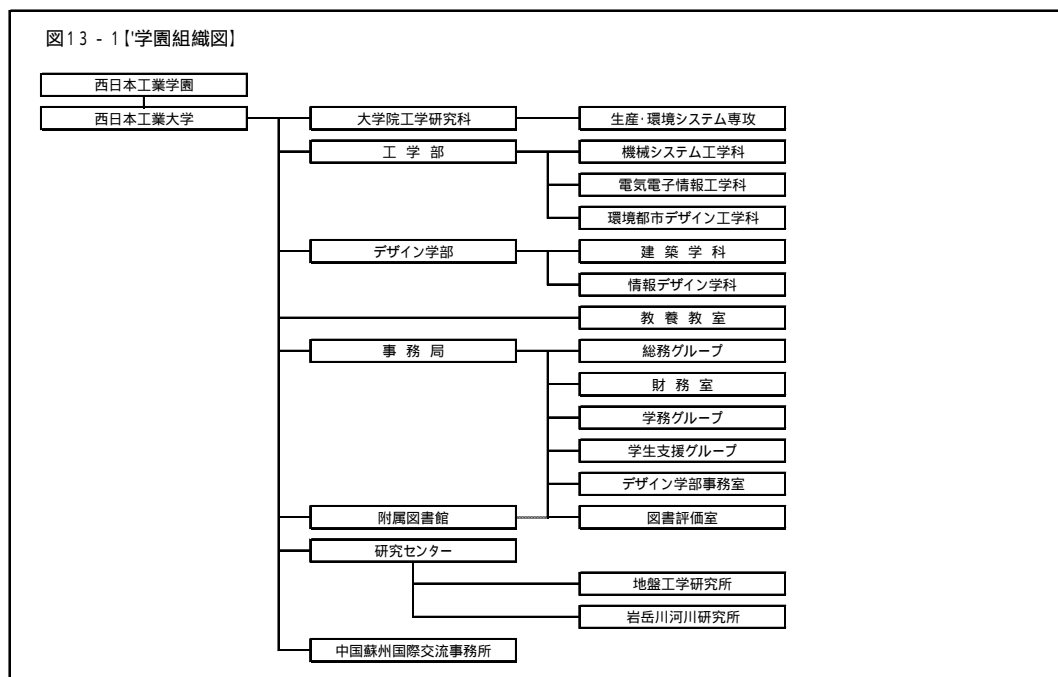 図13-1【学園組織図】
西日本工業学園
西日本工業大学 大学院工学研究科 生産・環境システム専攻
工 学 部 機械システム工学科
電気電子情報工学科
環境都市デザイン工学科
デザイン学部 建 築 学 科
情報デザイン学科
教 養 教 室
事 務 局 総務グループ
財 務 室
学務グループ
学生支援グループ
デザイン学部事務室
附属図書館 図書評価室
研究センター
地盤工学研究所
岩岳川河川研究所
中国蘇州国際交流事務所